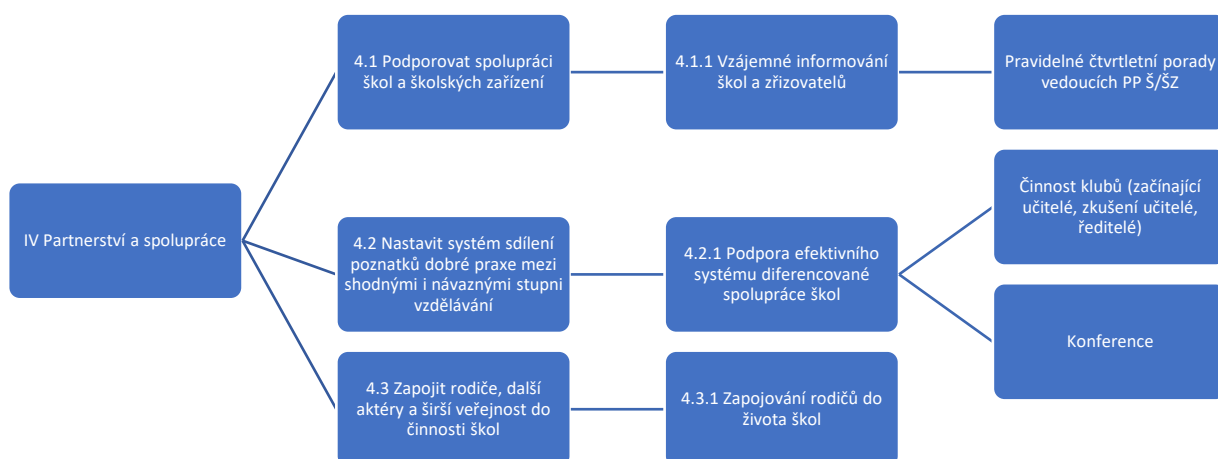 4.1 Podporovat spolupráci
škol a školských zařízení
4.1.1 Vzájemné informování
škol a zřizovatelů
Pravidelné čtvrtletní porady
vedoucích PP Š/ŠZ
IV Partnerství a spolupráce
4.2 Nastavit systém sdílení
poznatků dobré praxe mezi
shodnými i návaznými stupni
vzdělávání
4.2.1 Podpora efektivního
systému diferencované
spolupráce škol
Činnost klubů (začínající
učitelé, zkušení učitelé,
ředitelé)
Konference
4.3 Zapojit rodiče, další
aktéry a širší veřejnost do
činnosti škol
4.3.1 Zapojování rodičů do
života škol